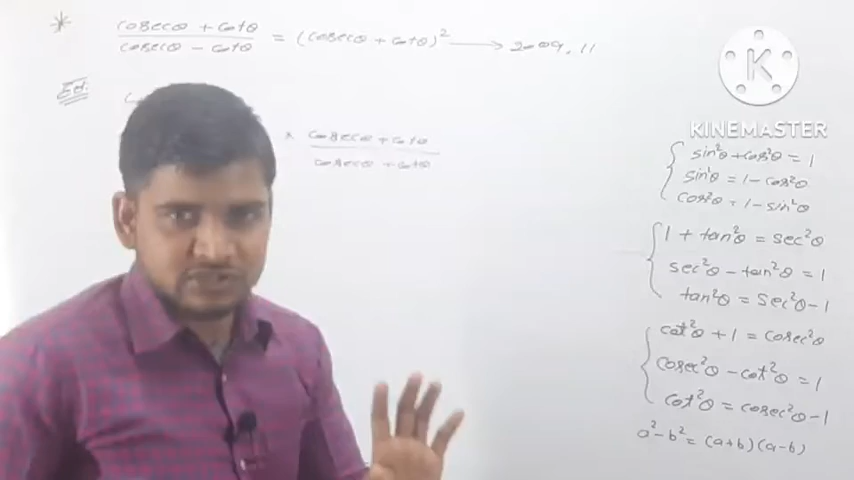 * cosecθ + cotθ / cosecθ - cotθ = (cosecθ + cotθ)² → 2009, 11
× cosecθ + cotθ / cosecθ + cotθ
K
KINEMASTER
sin²θ + cos²θ = 1
sin²θ = 1 - cos²θ
cos²θ = 1 - sin²θ
1 + tan²θ = sec²θ
sec²θ - tan²θ = 1
tan²θ = sec²θ - 1
cot²θ + 1 = cosec²θ
cosec²θ - cot²θ = 1
cot²θ = cosec²θ - 1
a² - b² = (a+b) (a-b)